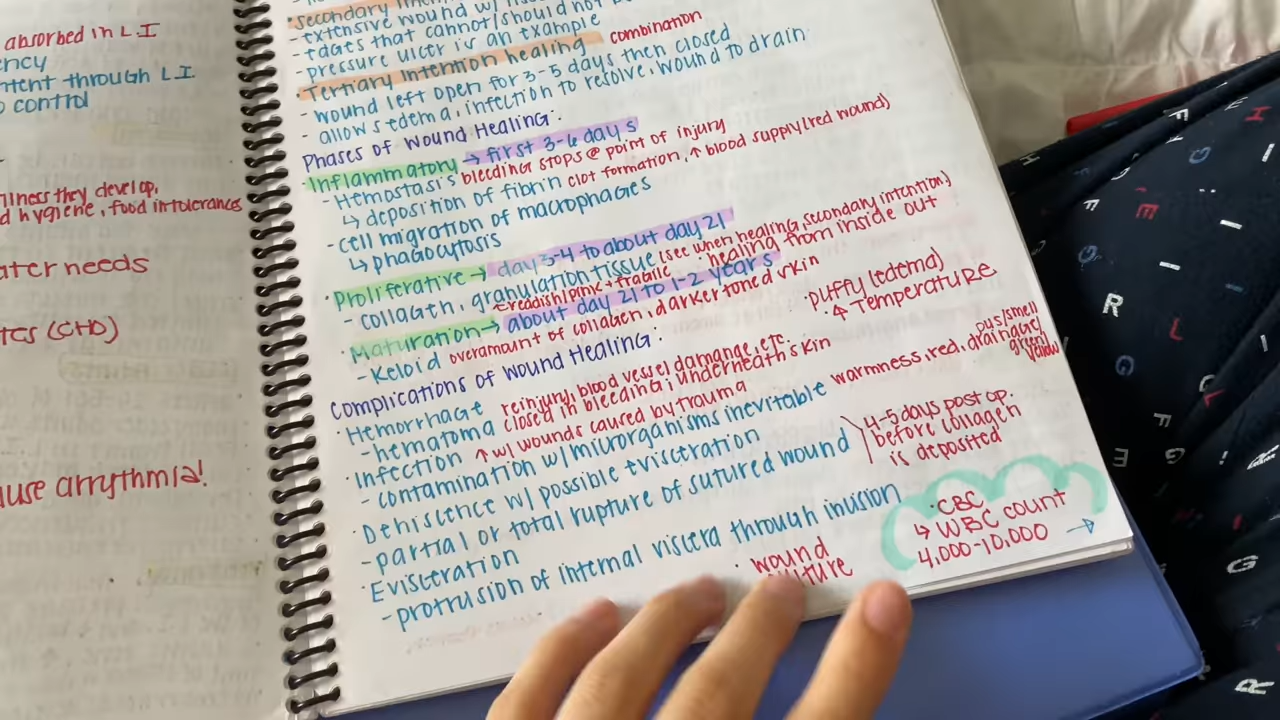 absorbed in L.I
ency
ntent through L.I.
o control
illness they develop,
d hygiene, food intolerances
ater needs
tes (CHD)
use arrythmia!
secondary
- extensive wound w/
- edges that cannot/should not
- pressure ulcer is an example
· Tertiary Intention healing combination
- wound left open for 3-5 days then closed
- allows edema, infection to resolve, wound to drain
Phases of wound Healing:
· Inflammatory → first 3-6 days
- Hemostasis bleeding stops @ point of injury
↳ deposition of fibrin clot formation, ↑ blood supply (red wound)
- cell migration of macrophages
↳ phagocytosis
· Proliferative → day 3-4 to about day 21
- collagen, granulation tissue (see when healing, secondary intention)
reddish/pink + fragile healing from inside out
· Maturation → about day 21 to 1-2 years
- Keloid overamount of collagen, darker toned skin
Complications of wound Healing:
· puffy (edema)
· ↑ Temperature
· Hemorrhage reinjury, blood vessel damange, etc.
- hematoma closed in bleeding; underneath skin
· Infection ↑ w/ wounds caused by trauma
- contamination w/ microrganisms inevitable warmness, red, drainage,
pus/smell
green/
yellow
· Dehiscence w/ possible evisceration
- partial or total rupture of sutured wound
4-5 days post op.
before collagen
is deposited
· Evisceration
- protrusion of internal viscera through incision
· wound
· CBC
↳ WBC count
4,000-10,000 →